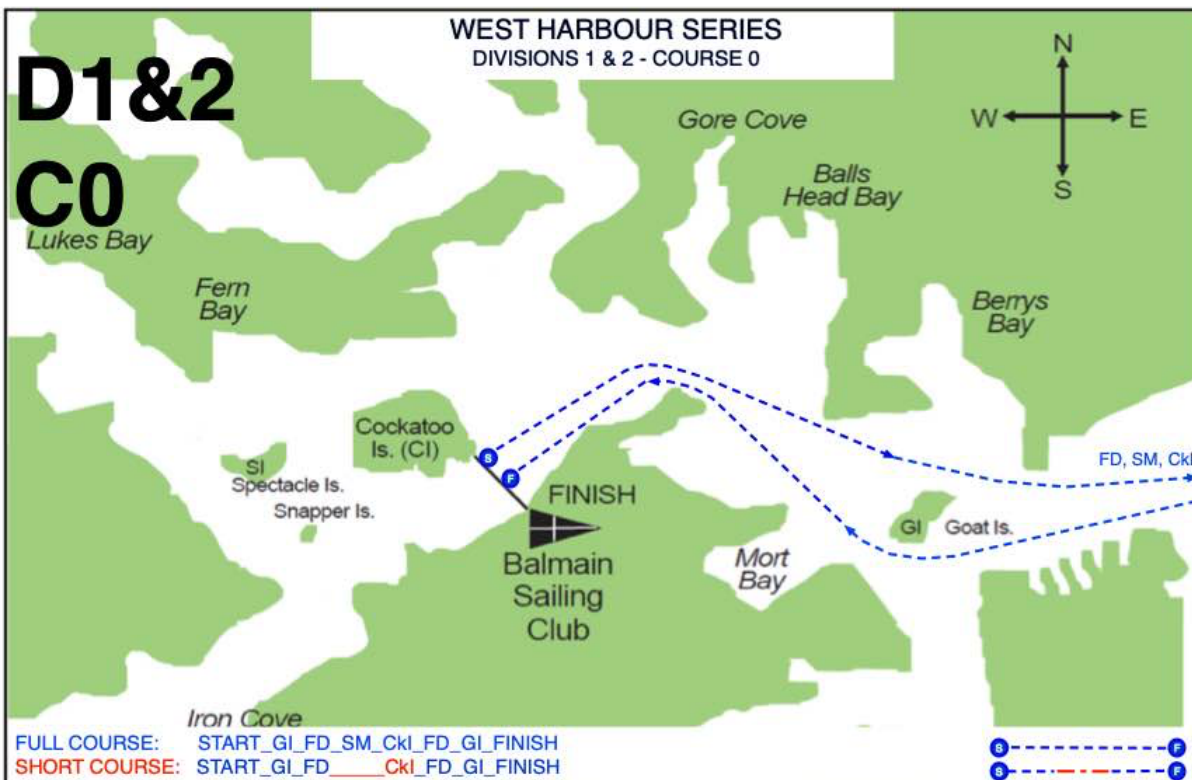 WEST HARBOUR SERIES
DIVISIONS 1 & 2 - COURSE 0
D1&2
C0
N
W
E
S
Gore Cove
Balls
Head Bay
Lukes Bay
Fern
Bay
Berrys
Bay
Cockatoo
Is. (CI)
S
F
SI
Spectacle Is.
Snapper Is.
FINISH
Balmain
Sailing
Club
FD, SM, CkI
GI
Goat Is.
Mort
Bay
Iron Cove
FULL COURSE: START_GI_FD_SM_CkI_FD_GI_FINISH
S F
SHORT COURSE: START_GI_FD_____CkI_FD_GI_FINISH
S F